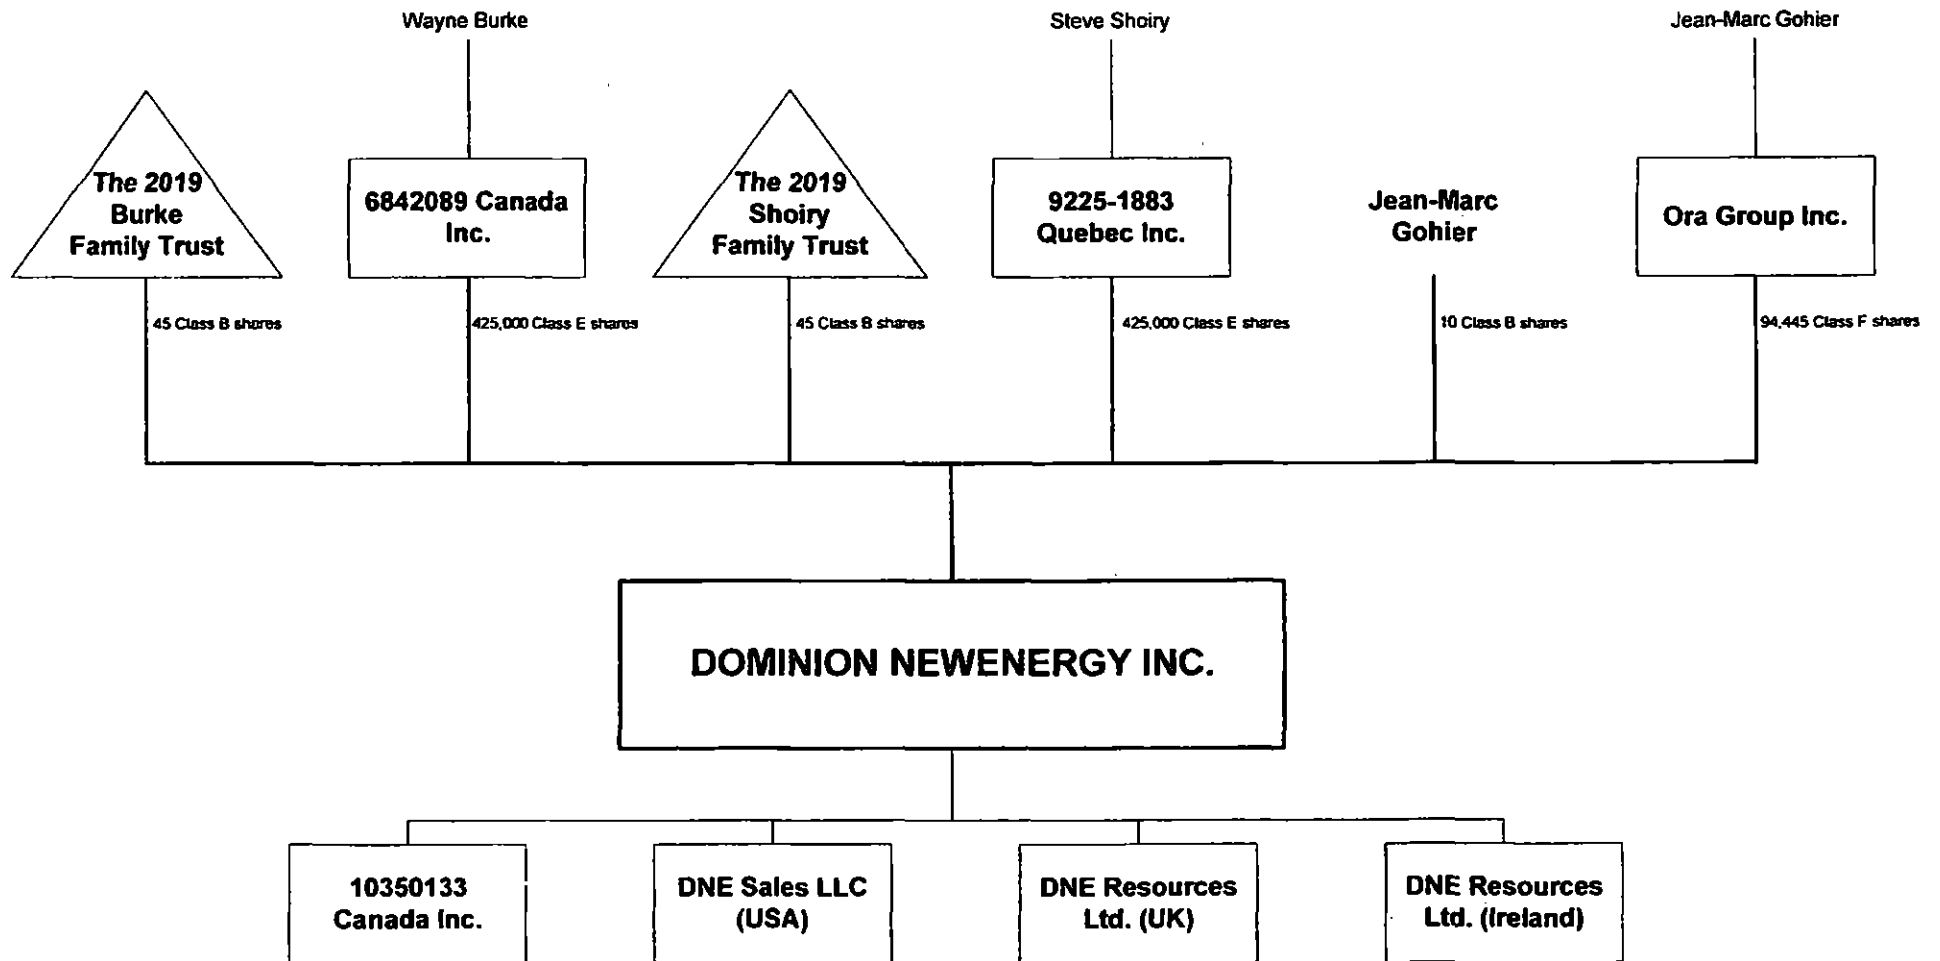 Wayne Burke
Steve Shoiry
Jean-Marc Gohier
The 2019
Burke
Family Trust
6842089 Canada
Inc.
The 2019
Shoiry
Family Trust
9225-1883
Quebec Inc.
Jean-Marc
Gohier
Ora Group Inc.
45 Class B shares
425,000 Class E shares
45 Class B shares
425,000 Class E shares
10 Class B shares
94,445 Class F shares
DOMINION NEWENERGY INC.
10350133
Canada Inc.
DNE Sales LLC
(USA)
DNE Resources
Ltd. (UK)
DNE Resources
Ltd. (Ireland)